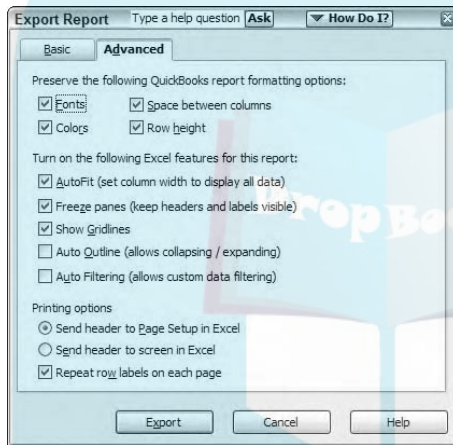 Export Report Type a help question Ask How Do I?
Basic Advanced
Preserve the following QuickBooks report formatting options:
Fonts Space between columns
Colors Row height
Turn on the following Excel features for this report:
AutoFit (set column width to display all data)
Freeze panes (keep headers and labels visible)
Show Gridlines
Auto Outline (allows collapsing / expanding)
Auto Filtering (allows custom data filtering)
Printing options
Send header to Page Setup in Excel
Send header to screen in Excel
Repeat row labels on each page
Export Cancel Help